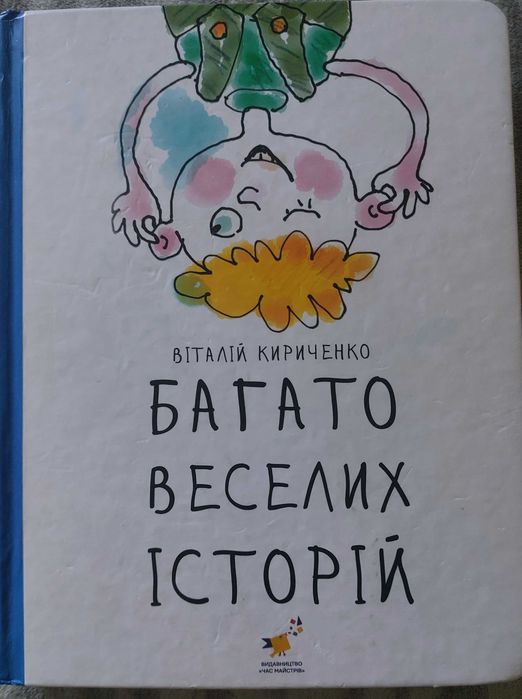 ВІТАЛІЙ КИРИЧЕНКО
БАГАТО
ВЕСЕЛИХ
ІСТОРІЙ
ВИДАВНИЦТВО
«ЧАС МАЙСТРІВ»